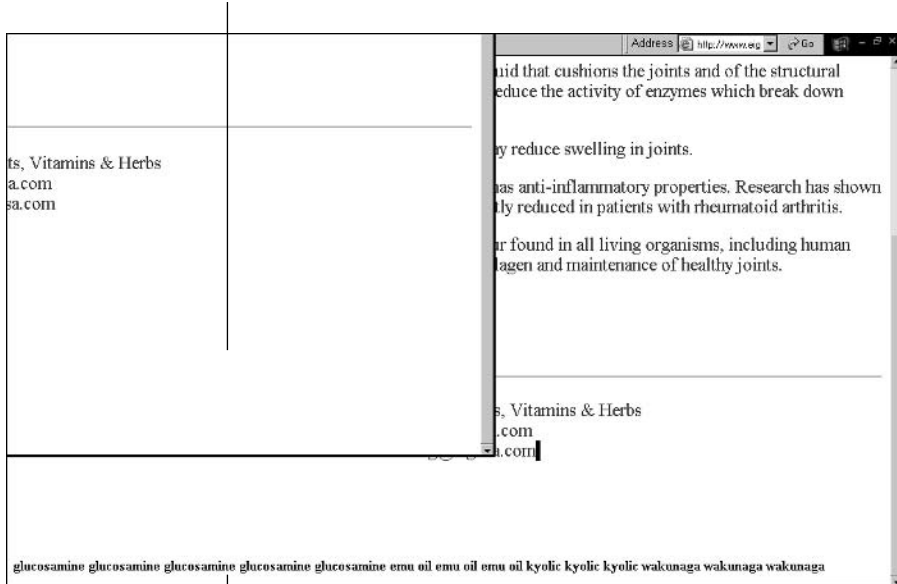 Address http://www.erg Go
uid that cushions the joints and of the structural
educe the activity of enzymes which break down
y reduce swelling in joints.
as anti-inflammatory properties. Research has shown
tly reduced in patients with rheumatoid arthritis.
r found in all living organisms, including human
lagen and maintenance of healthy joints.
ts, Vitamins & Herbs
a.com
sa.com
s, Vitamins & Herbs
.com
a.com
glucosamine glucosamine glucosamine glucosamine glucosamine emu oil emu oil emu oil kyolic kyolic kyolic wakunaga wakunaga wakunaga